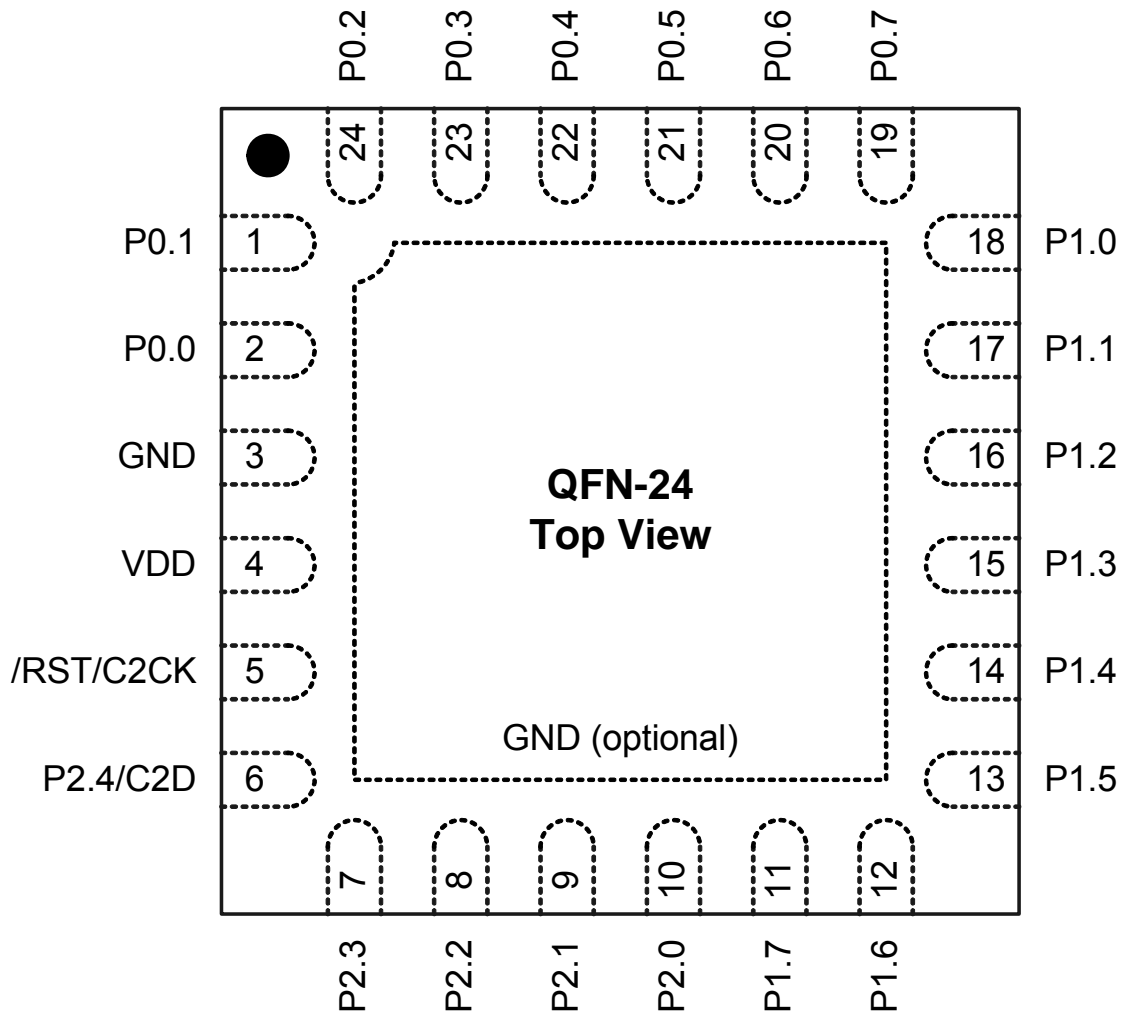 P0.2 P0.3 P0.4 P0.5 P0.6 P0.7
24 23 22 21 20 19
P0.1 1 18 P1.0
P0.0 2 17 P1.1
GND 3 16 P1.2
QFN-24
Top View
VDD 4 15 P1.3
/RST/C2CK 5 14 P1.4
GND (optional)
P2.4/C2D 6 13 P1.5
7 8 9 10 11 12
P2.3 P2.2 P2.1 P2.0 P1.7 P1.6